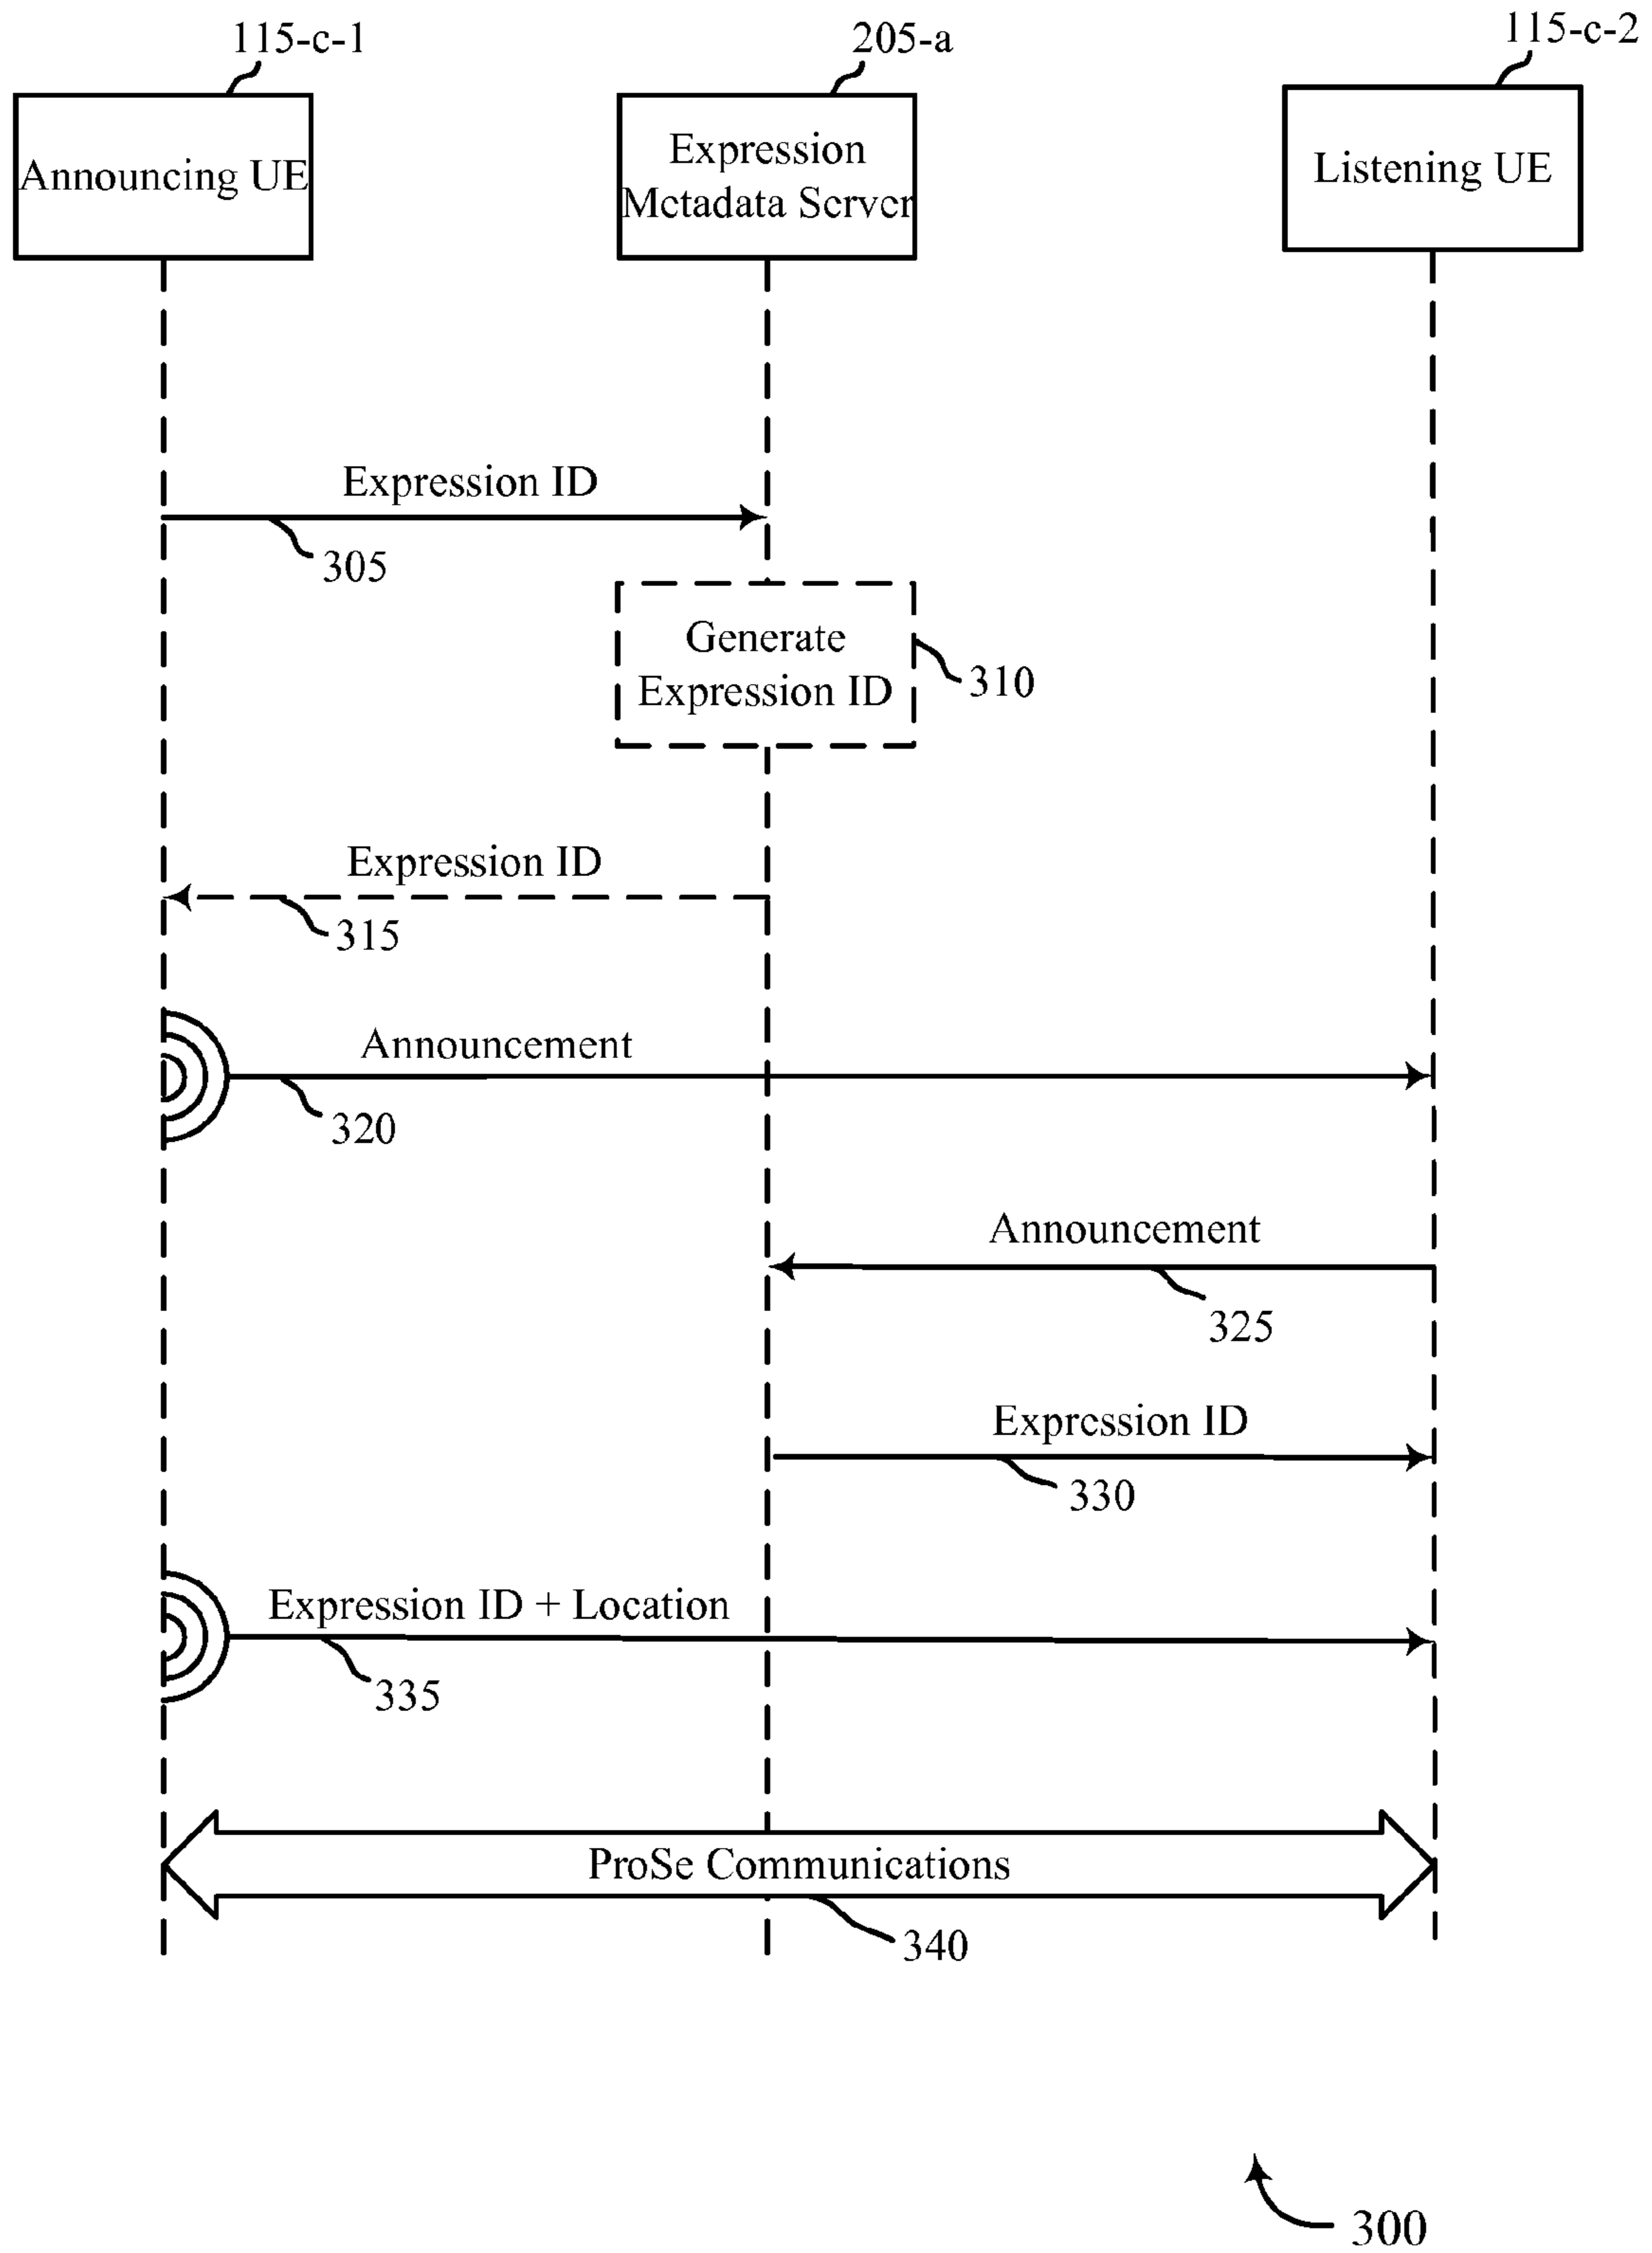 115-c-1
205-a
115-c-2
Announcing UE
Expression
Metadata Server
Listening UE
Expression ID
305
Generate
Expression ID
310
Expression ID
315
Announcement
320
Announcement
325
Expression ID
330
Expression ID + Location
335
ProSe Communications
340
300